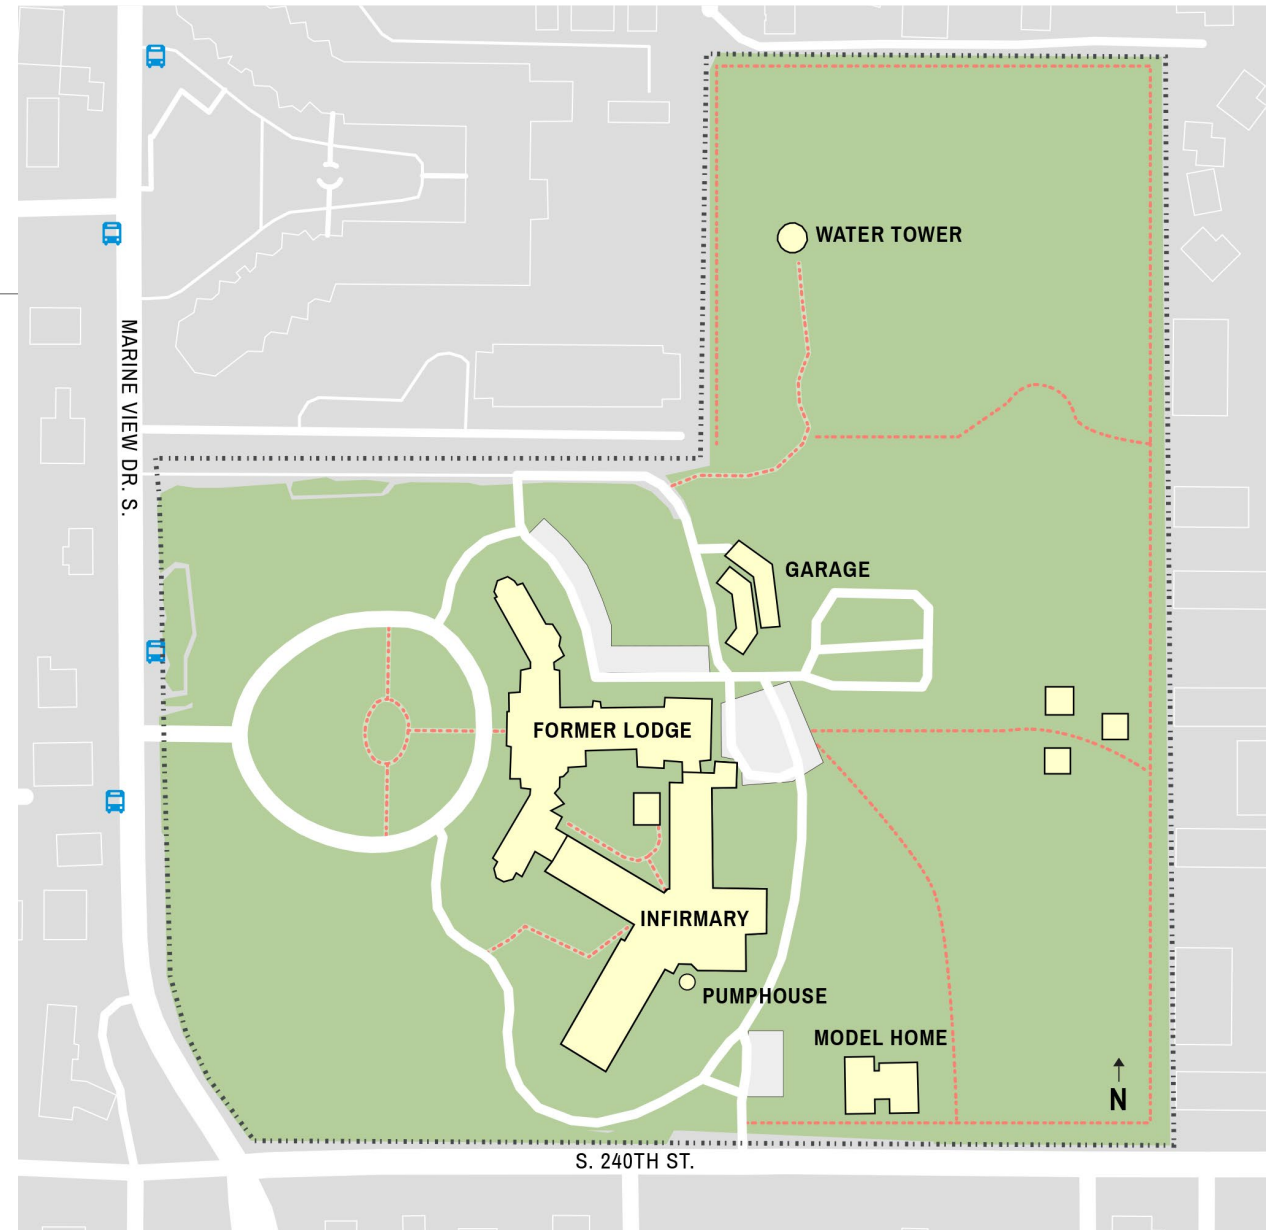 WATER TOWER
MARINE VIEW DR. S.
GARAGE
FORMER LODGE
INFIRMARY
PUMPHOUSE
MODEL HOME
N
S. 240TH ST.